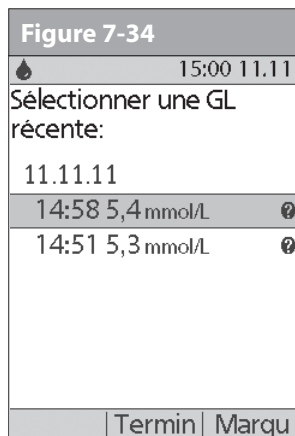 Figure 7-34
15:00 11.11
Sélectionner une GL
récente:
11.11.11
14:58 5,4 mmol/L ?
14:51 5,3 mmol/L ?
Termin Marqu